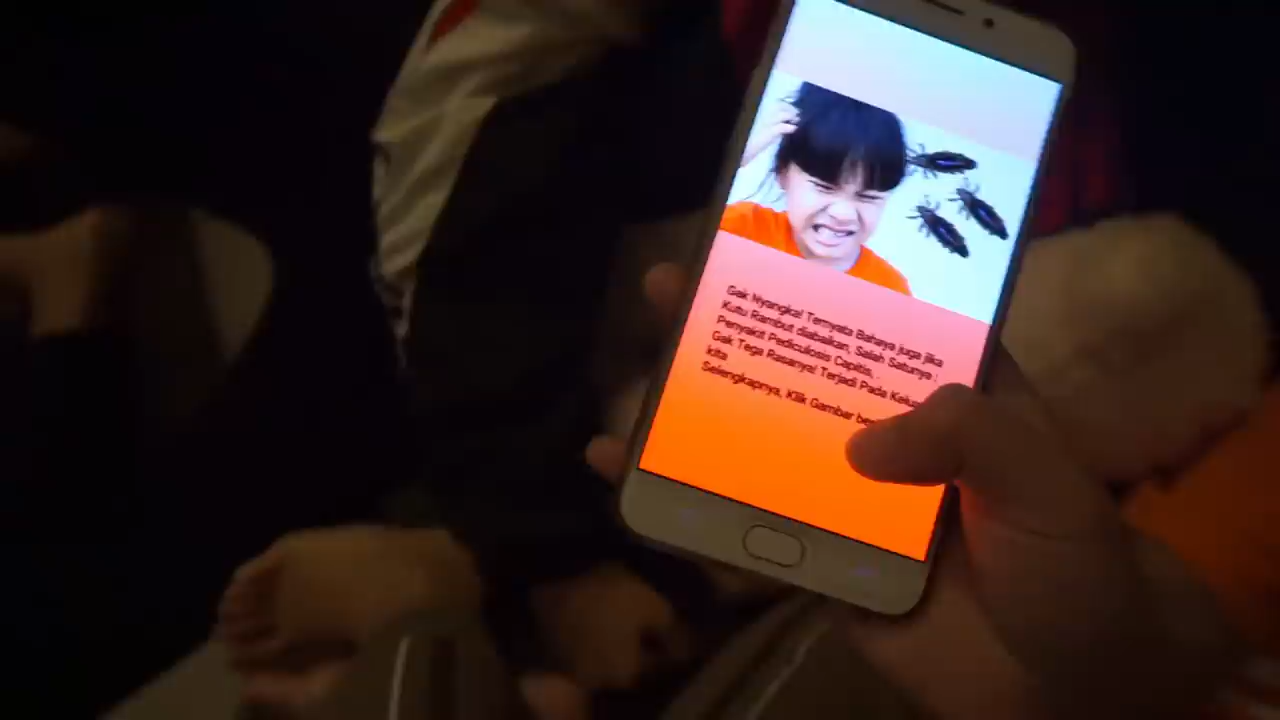 Gak Nyangka! Ternyata Bahaya juga jika
Kutu Rambut diabaikan, Salah Satunya :
Penyakit Pediculosis Capitis, .
Gak Tega Rasanya! Terjadi Pada
kita
Selengkapnya, Klik Gambar